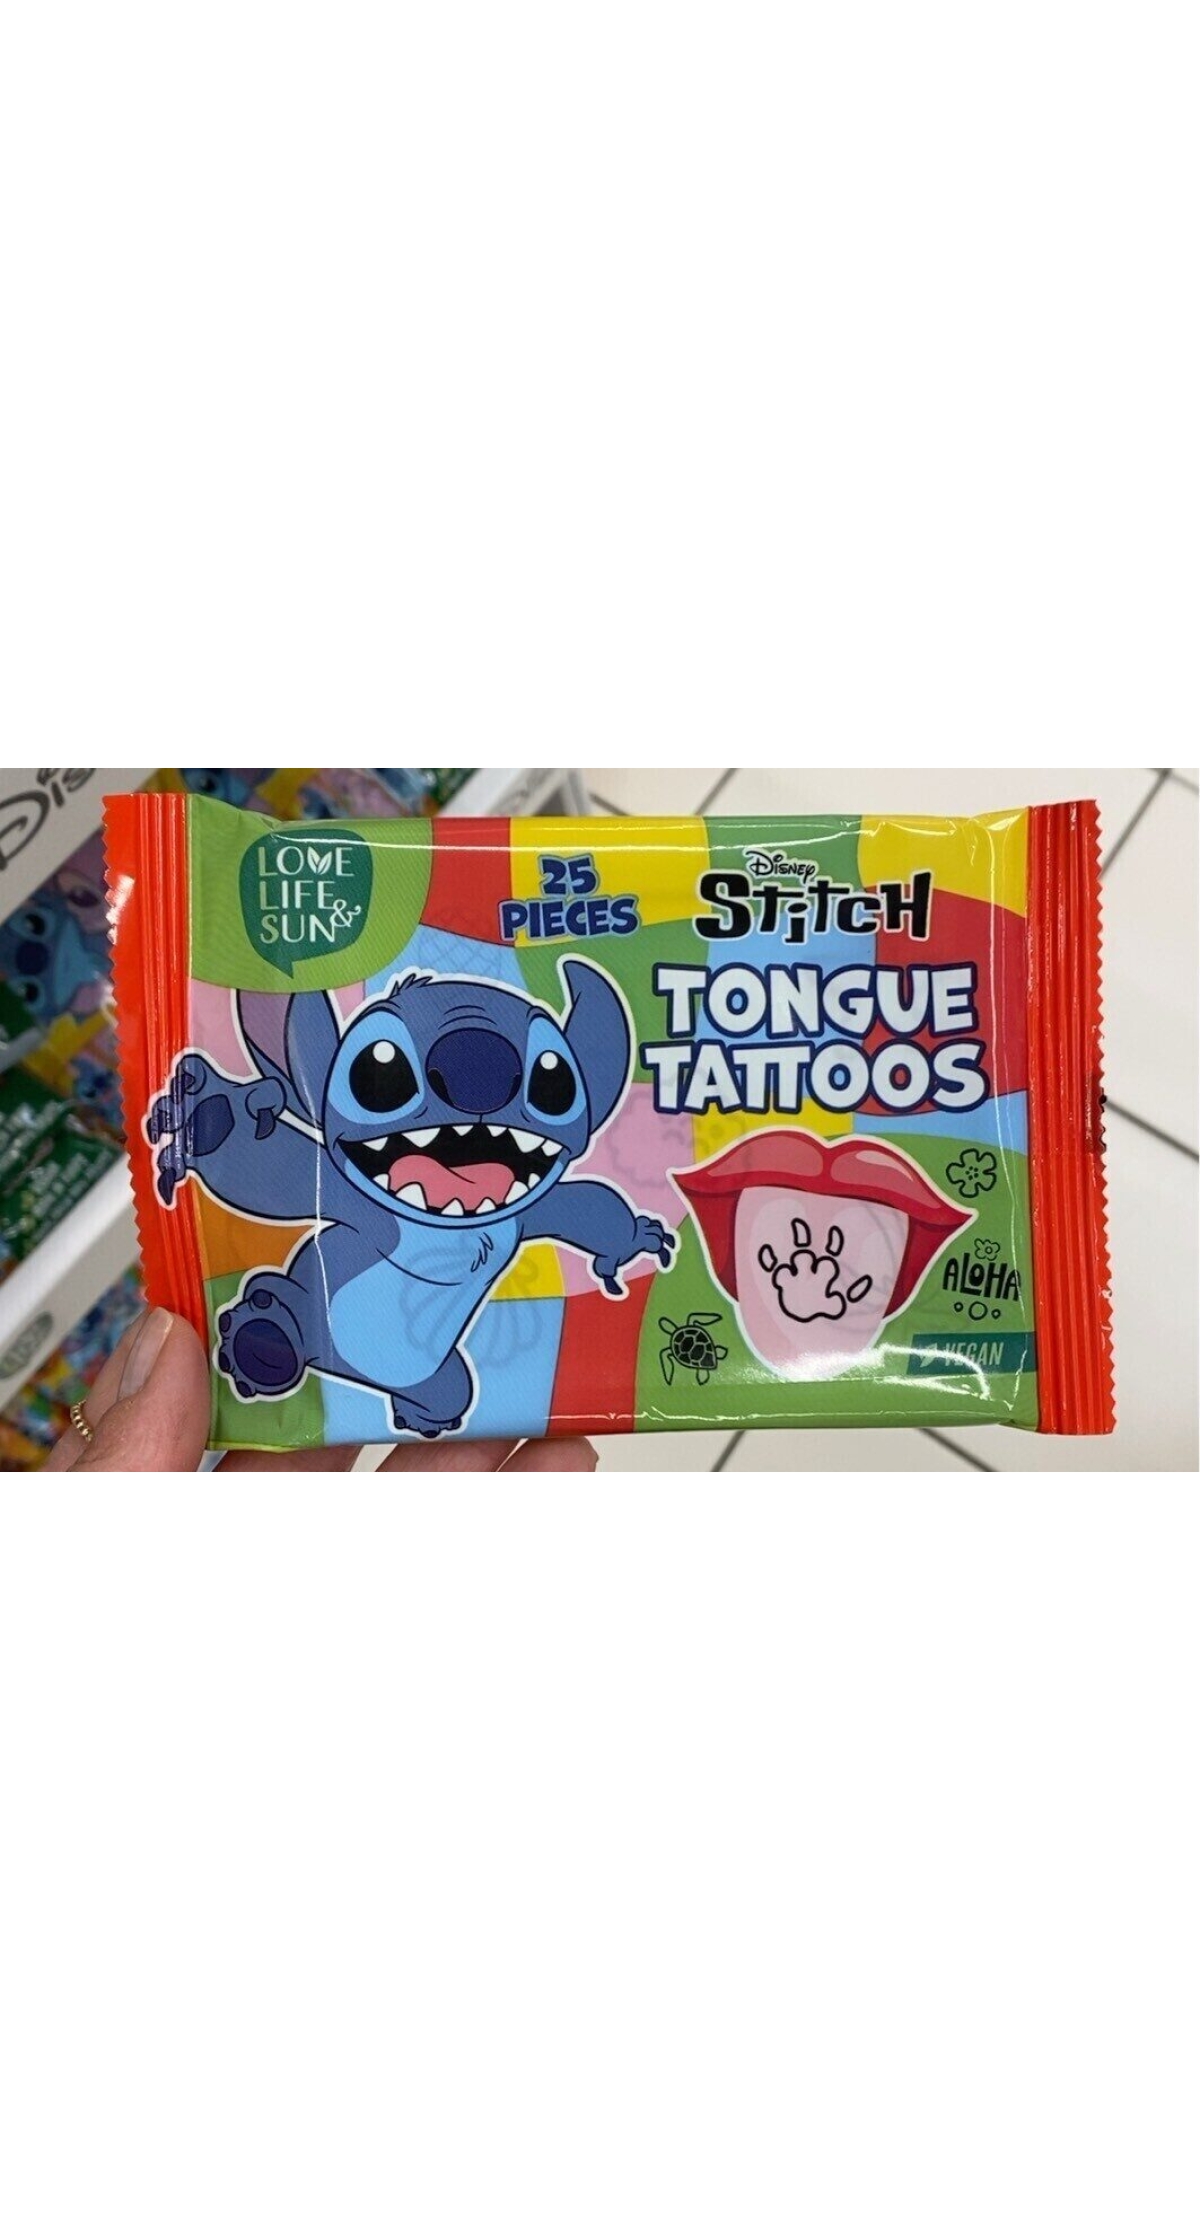 LOVE
LIFE &
SUN
25
PIECES
Disney
Stitch
TONGUE
TATTOOS
ALOHA
VEGAN